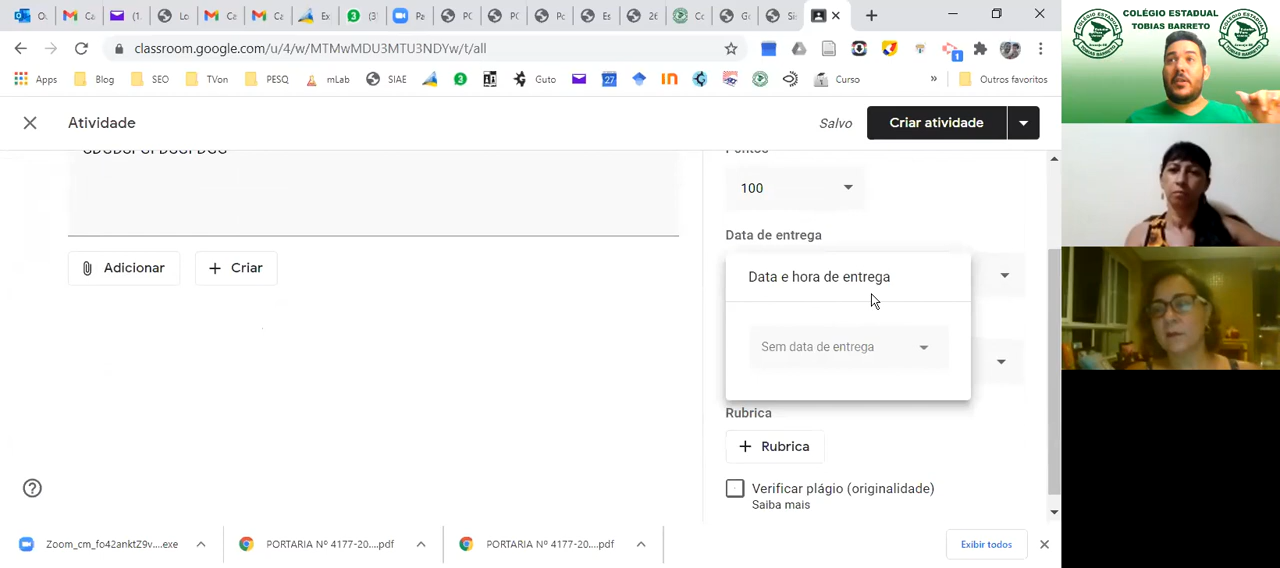 classroom.google.com/u/4/w/MTMwMDU3MTU3NDYw/t/all
Apps
Blog
SEO
TVon
PESQ
mLab
SIAE
Guto
Curso
»
Outros favoritos
COLÉGIO ESTADUAL
TOBIAS BARRETO
Atividade
Salvo
Criar atividade
100
Data de entrega
Adicionar
+ Criar
Data e hora de entrega
Sem data de entrega
Rubrica
+ Rubrica
Verificar plágio (originalidade)
Saiba mais
Zoom_cm_fo42anktZ9v....exe
PORTARIA Nº 4177-20....pdf
PORTARIA Nº 4177-20....pdf
Exibir todos